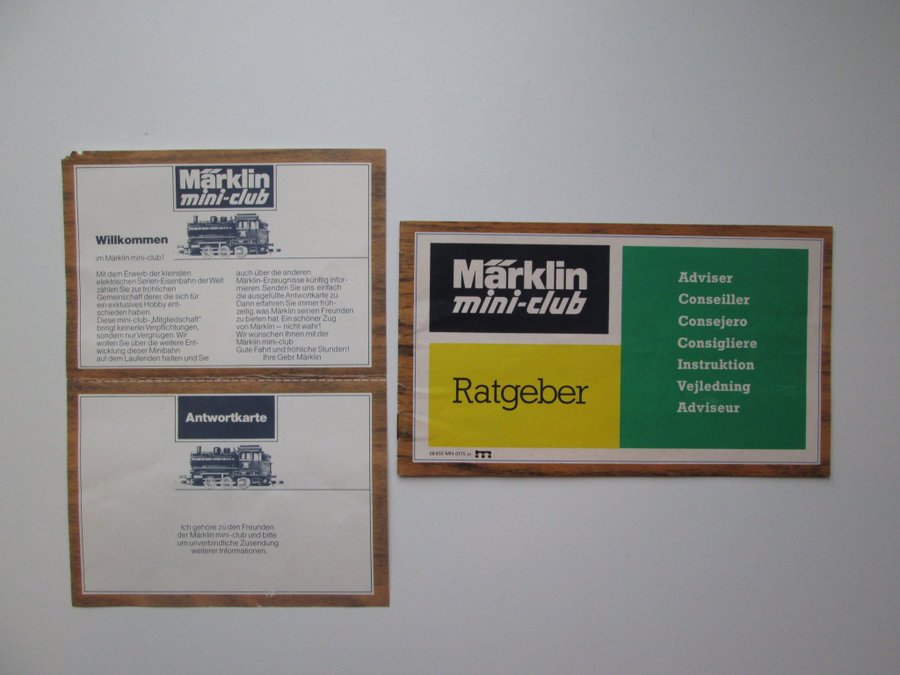 Märklin
mini-club
Willkommen
im Märklin mini-club!
Mit dem Erwerb der kleinsten
elektrischen Serien-Eisenbahn der Welt
zählen Sie zur fröhlichen
Gemeinschaft derer, die sich für
ein exklusives Hobby ent-
schieden haben.
Diese mini-club-„Mitgliedschaft"
bringt keinerlei Verpflichtungen,
sondern nur Vergnügen. Wir
wollen Sie über die weitere Ent-
wicklung dieser Minibahn
auf dem Laufenden halten und Sie
auch über die anderen
Märklin-Erzeugnisse künftig infor-
mieren. Senden Sie uns einfach
die ausgefüllte Antwortkarte zu.
Dann erfahren Sie immer früh-
zeitig, was Märklin seinen Freunden
zu bieten hat. Ein schöner Zug
von Märklin – nicht wahr!
Wir wünschen Ihnen mit der
Märklin mini-club
Gute Fahrt und fröhliche Stunden!
Ihre Gebr. Märklin
Antwortkarte
Ich gehöre zu den Freunden
der Märklin mini-club und bitte
um unverbindliche Zusendung
weiterer Informationen.
Märklin
mini-club
Ratgeber
Adviser
Conseiller
Consejero
Consigliere
Instruktion
Vejledning
Adviseur